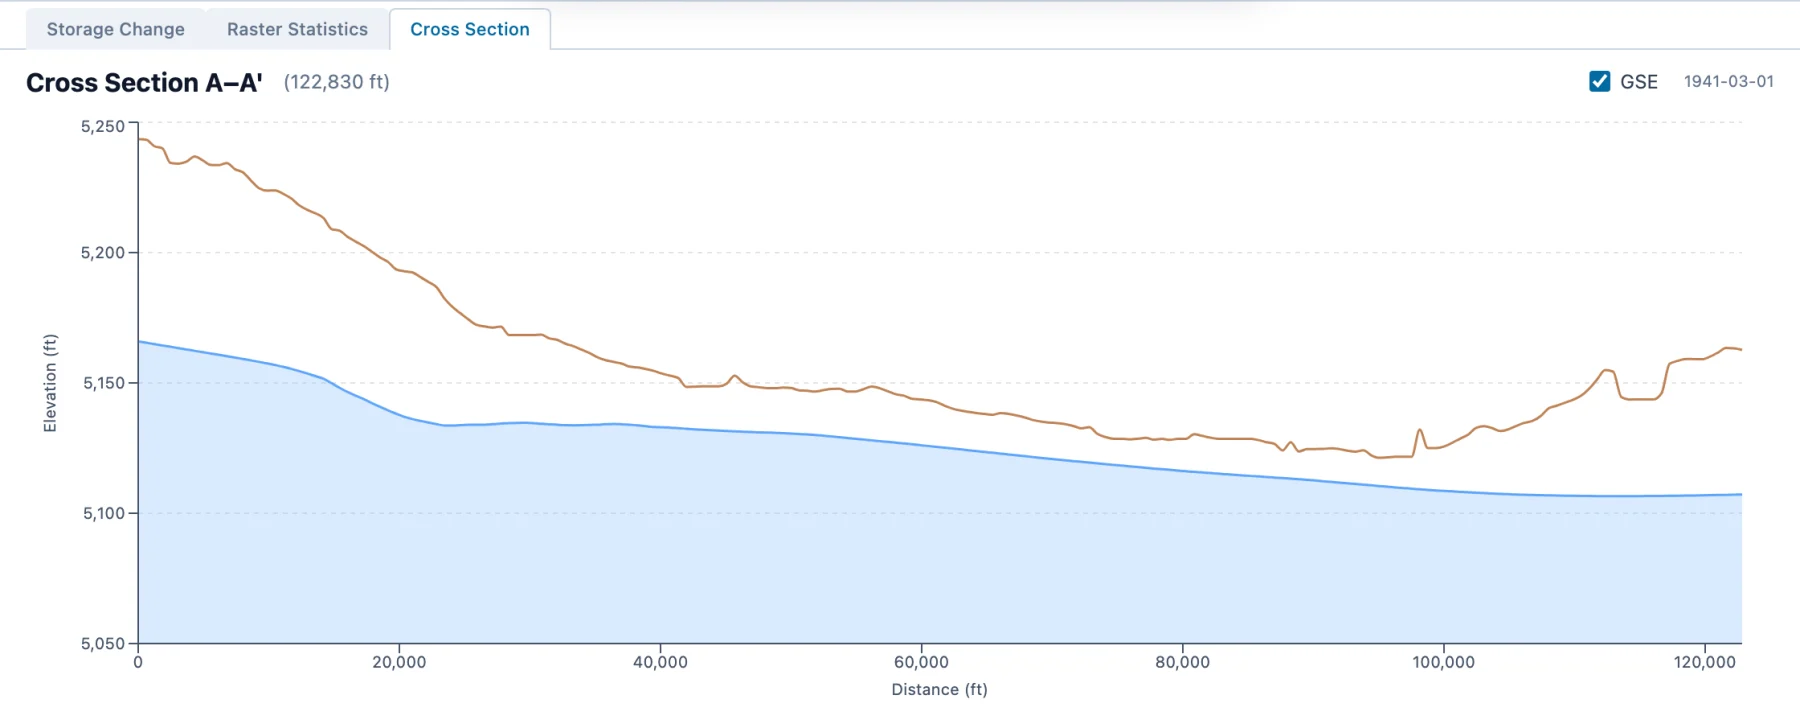 Storage Change Raster Statistics Cross Section
Cross Section A–A' (122,830 ft) GSE 1941-03-01
5,250
5,200
5,150
5,100
5,050
Elevation (ft)
0 20,000 40,000 60,000 80,000 100,000 120,000
Distance (ft)